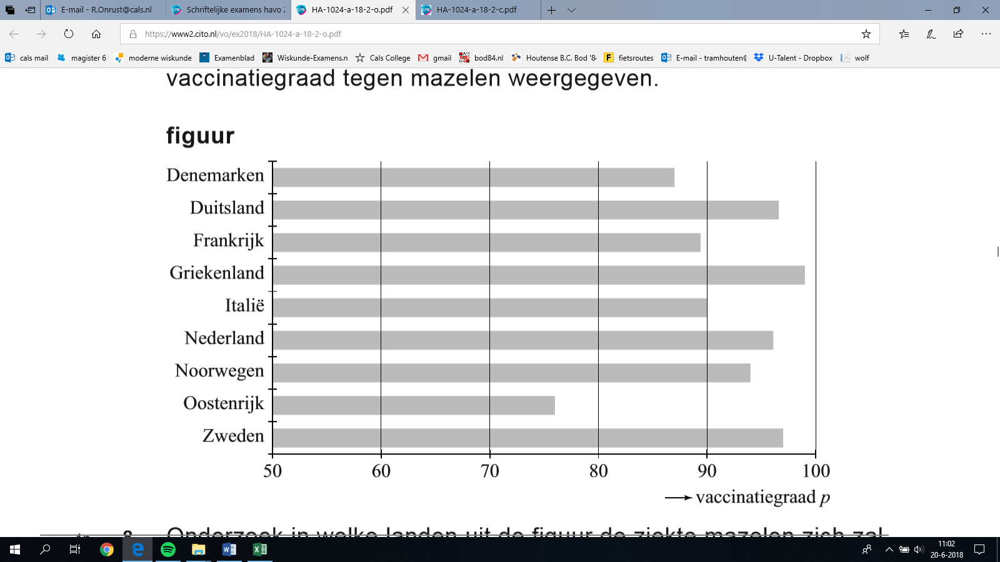 E-mail - R.Onrust@cals.nl
Schriftelijke examens havo 2
HA-1024-a-18-2-o.pdf
HA-1024-a-18-2-c.pdf
https://www2.cito.nl/vo/ex2018/HA-1024-a-18-2-o.pdf
cals mail
magister 6
moderne wiskunde
Examenblad
Wiskunde-Examens.n
Cals College
gmail
bod84.nl
Houtense B.C. Bod '84
fietsroutes
E-mail - tramhouten@
U-Talent - Dropbox
wolf
vaccinatiegraad tegen mazelen weergegeven.
figuur
Denemarken
Duitsland
Frankrijk
Griekenland
Italië
Nederland
Noorwegen
Oostenrijk
Zweden
50 60 70 80 90 100
vaccinatiegraad p
8 Onderzoek in welke landen uit de figuur de ziekte mazelen zich zal
11:02
20-6-2018